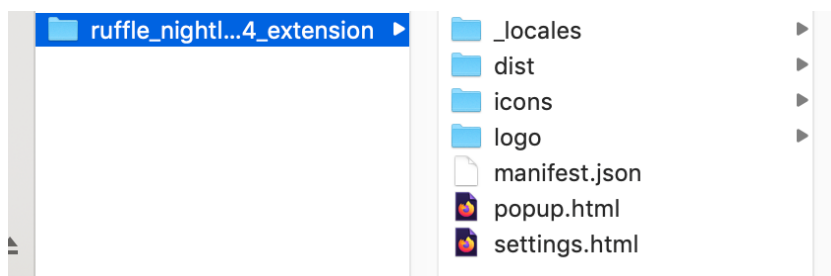 ruffle_nightl...4_extension
_locales
dist
icons
logo
manifest.json
popup.html
settings.html